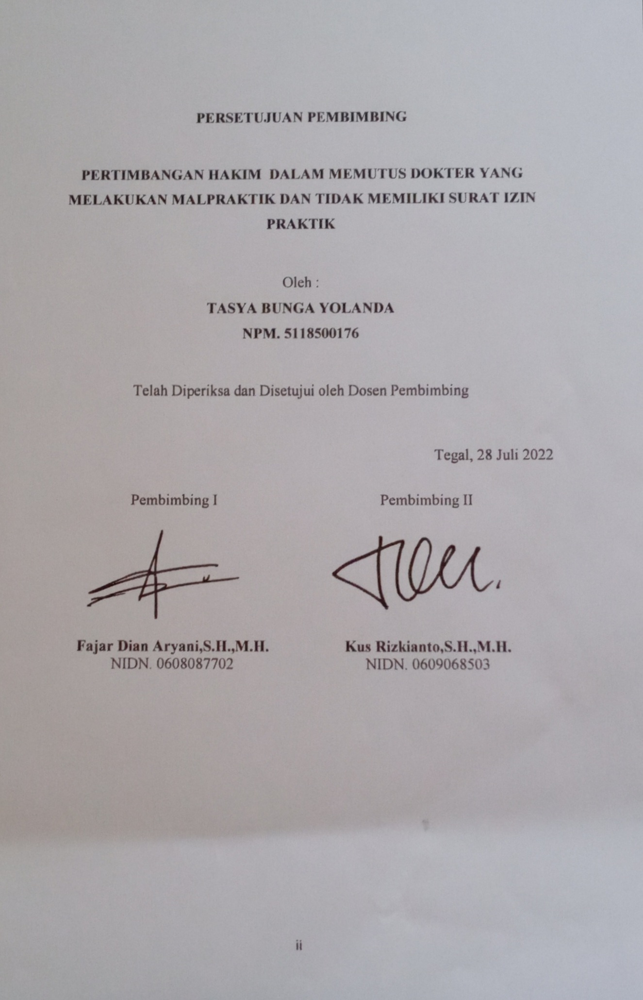 PERSETUJUAN PEMBIMBING
PERTIMBANGAN HAKIM DALAM MEMUTUS DOKTER YANG
MELAKUKAN MALPRAKTIK DAN TIDAK MEMILIKI SURAT IZIN
PRAKTIK
Oleh :
TASYA BUNGA YOLANDA
NPM. 5118500176
Telah Diperiksa dan Disetujui oleh Dosen Pembimbing
Tegal, 28 Juli 2022
Pembimbing I
Pembimbing II
Fajar Dian Aryani,S.H.,M.H.
NIDN. 0608087702
Kus Rizkianto,S.H.,M.H.
NIDN. 0609068503
ii